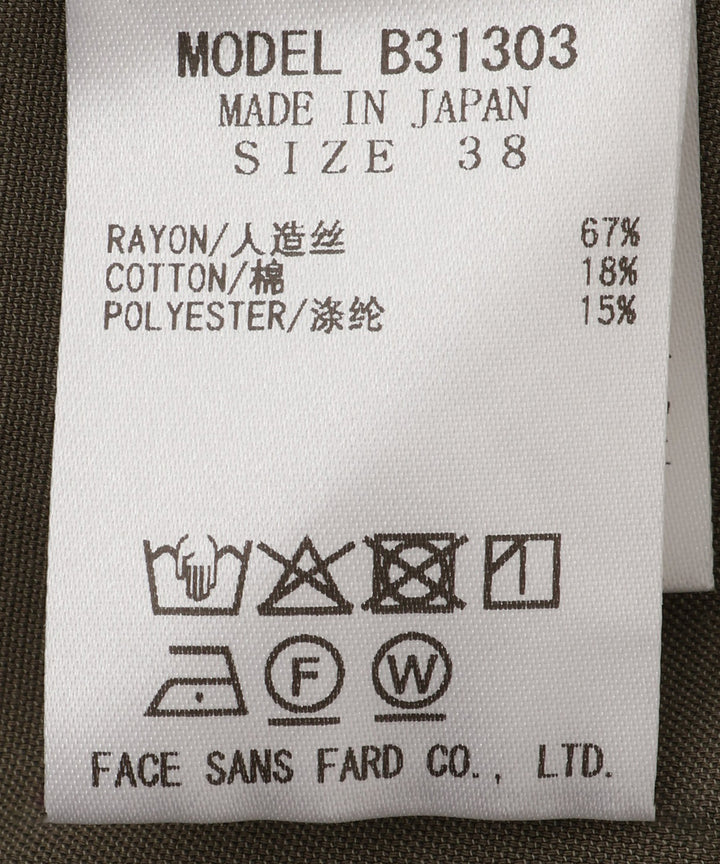 MODEL B31303
MADE IN JAPAN
SIZE 38
RAYON/人造丝 67%
COTTON/棉 18%
POLYESTER/涤纶 15%
F W
FACE SANS FARD CO., LTD.